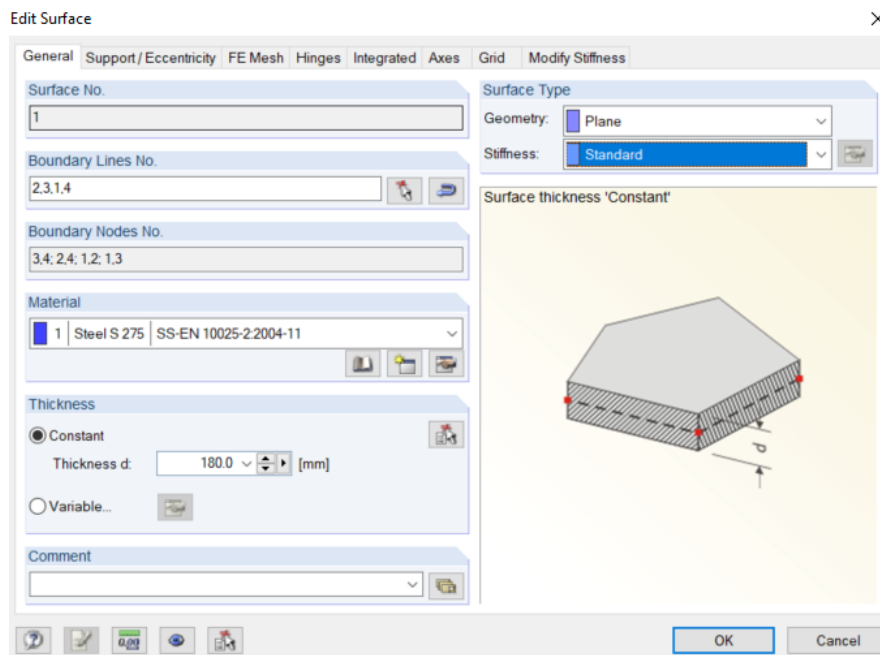 Edit Surface
General Support / Eccentricity FE Mesh Hinges Integrated Axes Grid Modify Stiffness
Surface No.
1
Boundary Lines No.
2,3,1,4
Boundary Nodes No.
3,4; 2,4; 1,2; 1,3
Material
1 Steel S 275 SS-EN 10025-2:2004-11
Thickness
Constant
Thickness d: 180.0 [mm]
Variable...
Comment
Surface Type
Geometry: Plane
Stiffness: Standard
Surface thickness 'Constant'
d
0,00
OK Cancel